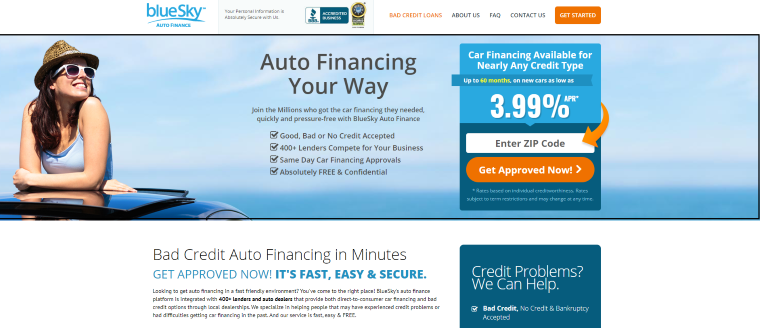 blueSky™
AUTO FINANCE
Your Personal Information is
Absolutely Secure with Us
BBB
ACCREDITED
BUSINESS
BAD CREDIT LOANS
ABOUT US
FAQ
CONTACT US
GET STARTED
Auto Financing
Your Way
Join the Millions who got the car financing they needed,
quickly and pressure-free with BlueSky Auto Finance
Good, Bad or No Credit Accepted
400+ Lenders Compete for Your Business
Same Day Car Financing Approvals
Absolutely FREE & Confidential
Car Financing Available for
Nearly Any Credit Type
Up to 60 months, on new cars as low as
3.99% APR*
Enter ZIP Code
Get Approved Now!
* Rates based on individual creditworthiness. Rates
subject to term restrictions and may change at any time.
Bad Credit Auto Financing in Minutes
GET APPROVED NOW! IT'S FAST, EASY & SECURE.
Looking to get auto financing in a fast friendly environment? You've come to the right place! BlueSky's auto finance
platform is integrated with 400+ lenders and auto dealers that provide both direct-to-consumer car financing and bad
credit options through local dealerships. We specialize in helping people that may have experienced credit problems or
had difficulties getting car financing in the past. And our service is fast, easy & FREE.
Credit Problems?
We Can Help.
Bad Credit, No Credit & Bankruptcy
Accepted